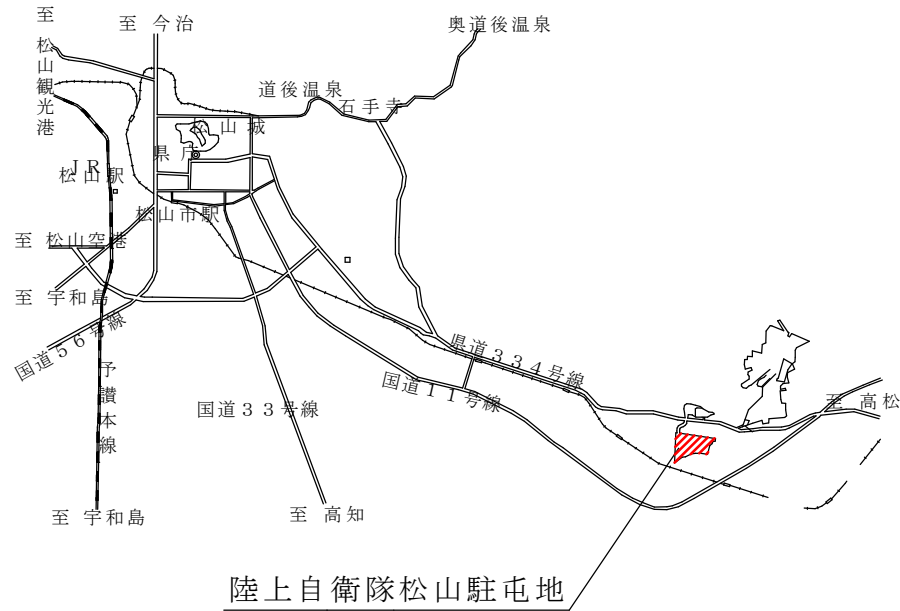 至 松山観光港
至 今治
奥道後温泉
道後温泉
石手寺
松山城
県庁
JR
松山駅
松山市駅
至 松山空港
至 宇和島
国道５６号線
予讃本線
国道３３号線
県道３３４号線
国道１１号線
至 高松
至 宇和島
至 高知
陸上自衛隊松山駐屯地